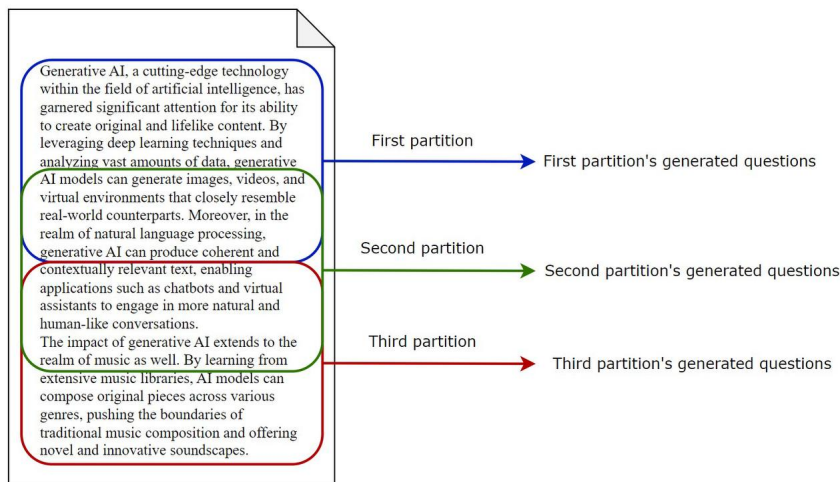 Generative AI, a cutting-edge technology
within the field of artificial intelligence, has
garnered significant attention for its ability
to create original and lifelike content. By
leveraging deep learning techniques and
analyzing vast amounts of data, generative
AI models can generate images, videos, and
virtual environments that closely resemble
real-world counterparts. Moreover, in the
realm of natural language processing,
generative AI can produce coherent and
contextually relevant text, enabling
applications such as chatbots and virtual
assistants to engage in more natural and
human-like conversations.
The impact of generative AI extends to the
realm of music as well. By learning from
extensive music libraries, AI models can
compose original pieces across various
genres, pushing the boundaries of
traditional music composition and offering
novel and innovative soundscapes.
First partition
First partition's generated questions
Second partition
Second partition's generated questions
Third partition
Third partition's generated questions